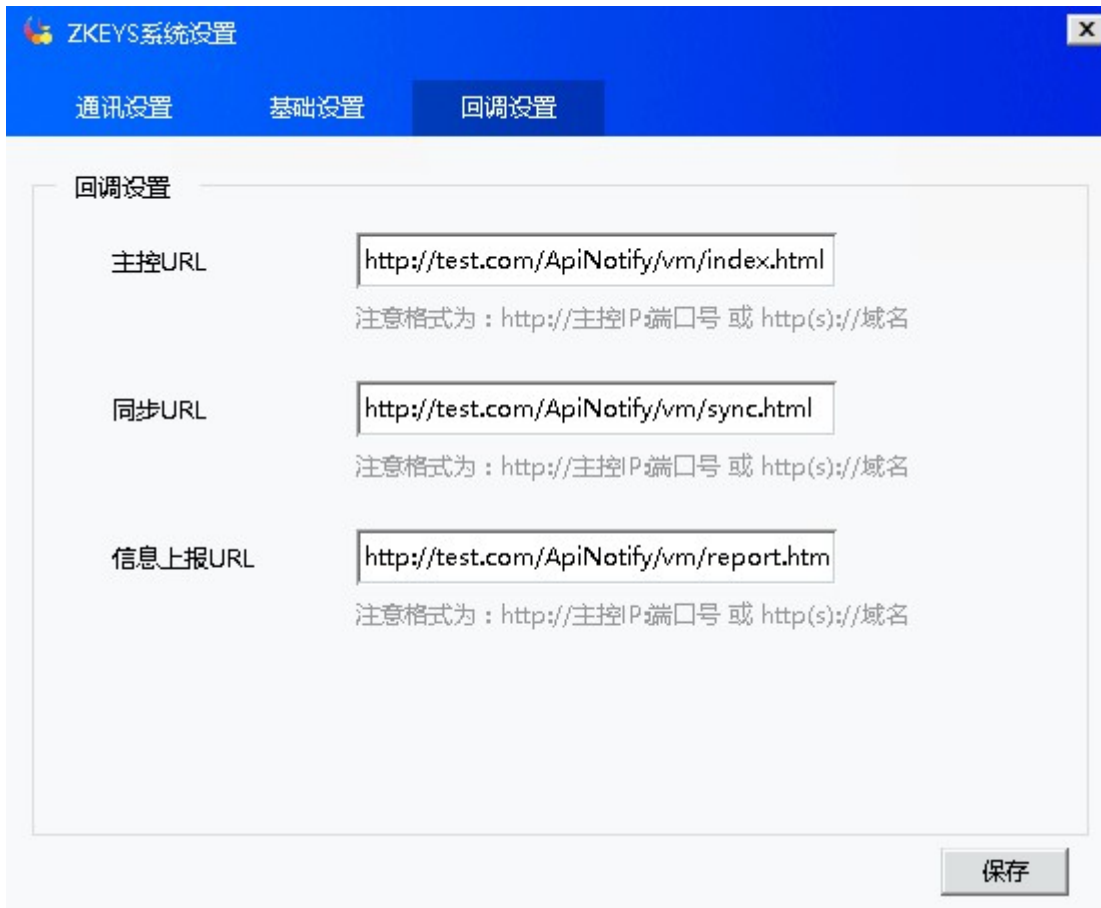 ZKEYS系统设置
通讯设置 基础设置 回调设置
回调设置
主控URL http://test.com/ApiNotify/vm/index.html
注意格式为：http://主控IP:端口号 或 http(s)://域名
同步URL http://test.com/ApiNotify/vm/sync.html
注意格式为：http://主控IP:端口号 或 http(s)://域名
信息上报URL http://test.com/ApiNotify/vm/report.htm
注意格式为：http://主控IP:端口号 或 http(s)://域名
保存